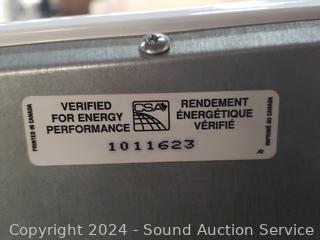 PRINTED IN CANADA
VERIFIED
FOR ENERGY
PERFORMANCE
CSA
RENDEMENT
ÉNERGÉTIQUE
VÉRIFIÉ
IMPRIMÉ AU CANADA
1011623
Copyright 2024 - Sound Auction Service